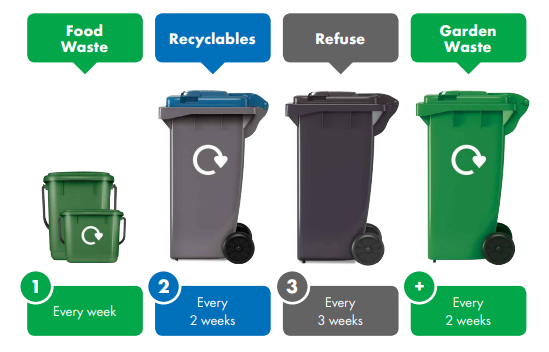 Food
Waste
Recyclables
Refuse
Garden
Waste
1
Every week
2
Every
2 weeks
3
Every
3 weeks
+
Every
2 weeks